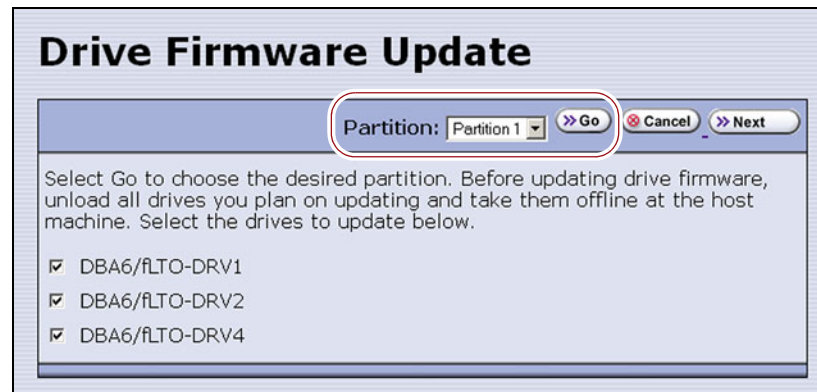 Drive Firmware Update
Partition: Partition 1 Go Cancel Next
Select Go to choose the desired partition. Before updating drive firmware,
unload all drives you plan on updating and take them offline at the host
machine. Select the drives to update below.
DBA6/fLTO-DRV1
DBA6/fLTO-DRV2
DBA6/fLTO-DRV4